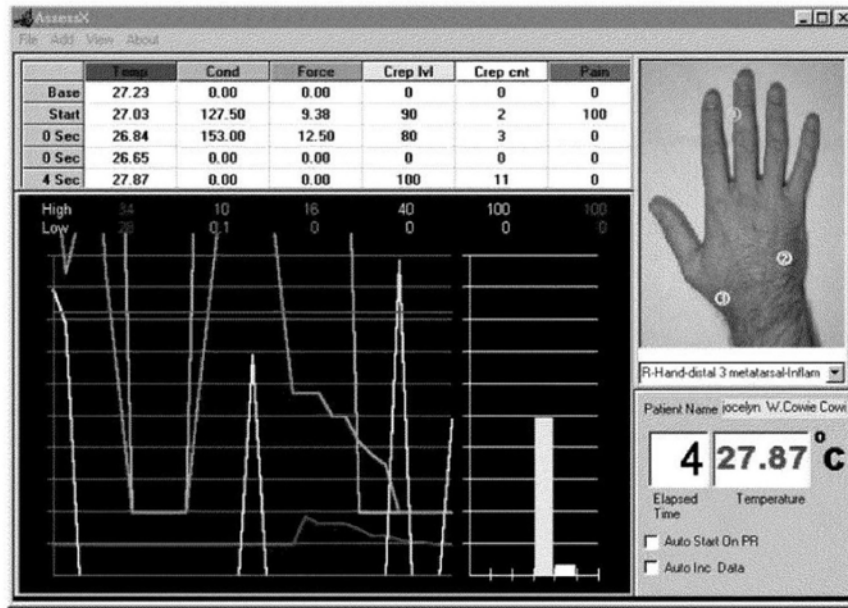 AssessX
File Add View About
Temp Cond Force Crep lvl Crep cnt Pain
Base 27.23 0.00 0.00 0 0 0
Start 27.03 127.50 9.38 90 2 100
0 Sec 26.84 153.00 12.50 80 3 0
0 Sec 26.65 0.00 0.00 0 0 0
4 Sec 27.87 0.00 0.00 100 11 0
High 34 10 16 40 100 100
Low 28 0.1 0 0 0 0
2
R-Hand-distal 3 metatarsal-Inflam
Patient Name jocelyn W.Cowie Cowi
4 27.87 °C
Elapsed Time Temperature
Auto Start On PR
Auto Inc Data